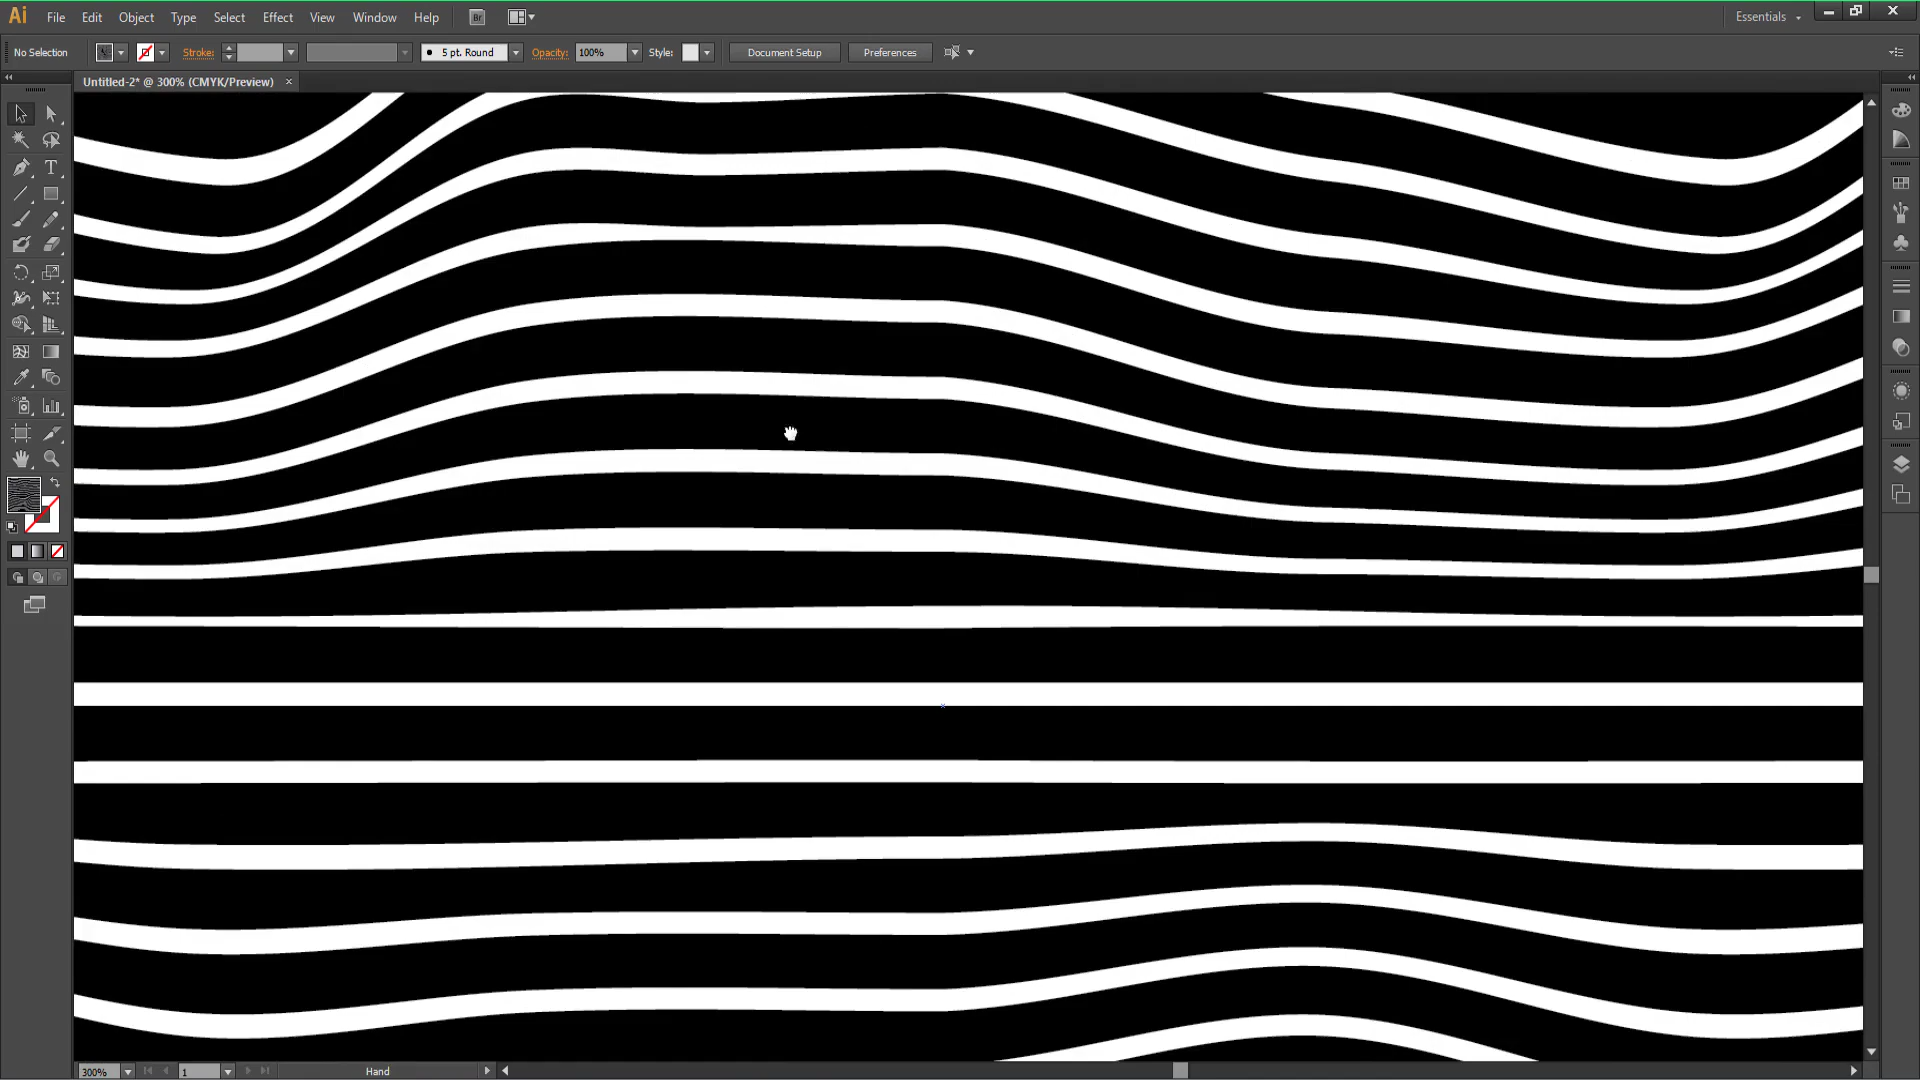 Ai File Edit Object Type Select Effect View Window Help Br Essentials
No Selection Stroke: 5 pt. Round Opacity: 100% Style: Document Setup Preferences
Untitled-2* @ 300% (CMYK/Preview)
T
300% 1 Hand